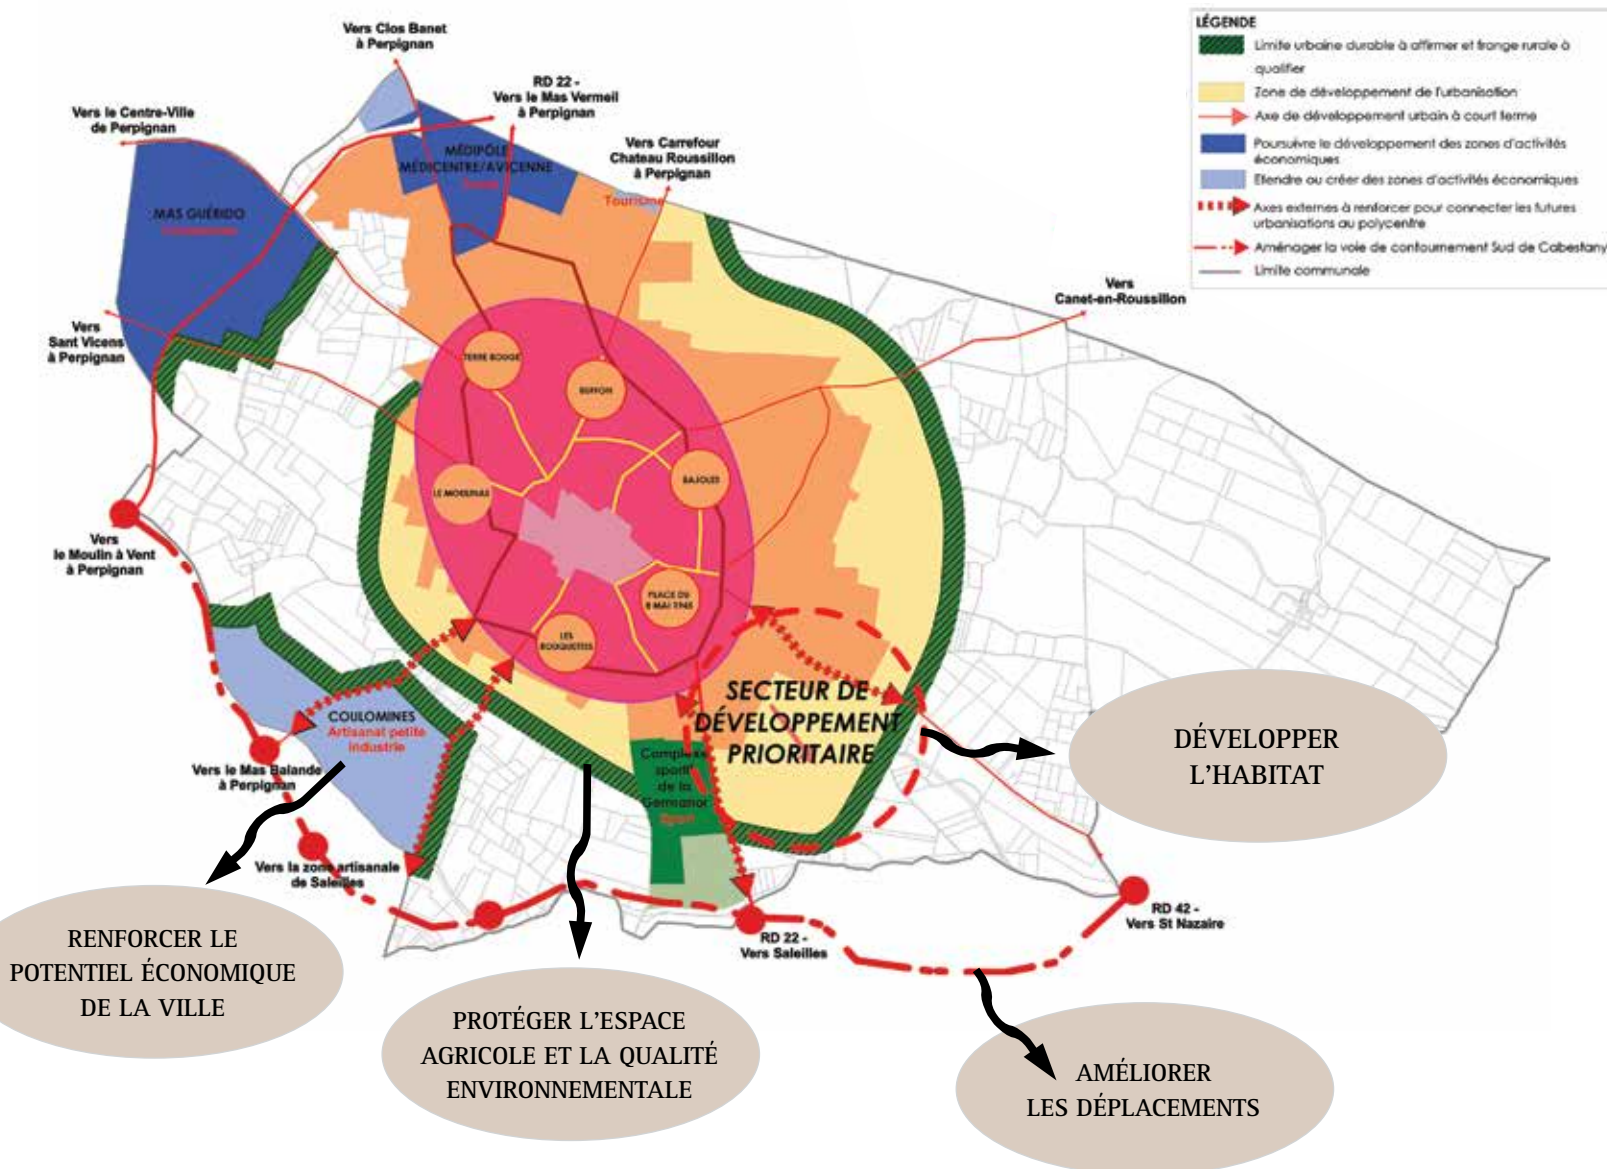 Vers Clos Banet
à Perpignan
RD 22 -
Vers le Mas Vermeil
à Perpignan
Vers le Centre-Ville
de Perpignan
Vers Carrefour
Chateau Roussillon
à Perpignan
MÉDIPÔLE
MÉDICENTRE/AVICENNE
Tourisme
MAS GUÉRIDO
Vers
Sant Vicens
à Perpignan
Vers
Canet-en-Roussillon
LÉGENDE
Limite urbaine durable à affirmer et frange rurale à
qualifier
Zone de développement de l'urbanisation
Axe de développement urbain à court terme
Poursuivre le développement des zones d'activités
économiques
Etendre ou créer des zones d'activités économiques
Axes externes à renforcer pour connecter les futures
urbanisations au polycentre
Aménager la voie de contournement Sud de Cabestany
Limite communale
TERRE ROUGE
BUFFON
LE MOULINAS
BAJOLES
PLACE DU
8 MAI 1945
LES
ROUQUETTES
Vers
le Moulin à Vent
à Perpignan
SECTEUR DE
DÉVELOPPEMENT
PRIORITAIRE
COULOMINES
Artisanat petite
industrie
Complexe
sportif
de la
Germanor
Sport
Vers le Mas Balande
à Perpignan
Vers la zone artisanale
de Saleilles
RD 22 -
Vers Saleilles
RD 42 -
Vers St Nazaire
DÉVELOPPER
L'HABITAT
RENFORCER LE
POTENTIEL ÉCONOMIQUE
DE LA VILLE
PROTÉGER L'ESPACE
AGRICOLE ET LA QUALITÉ
ENVIRONNEMENTALE
AMÉLIORER
LES DÉPLACEMENTS